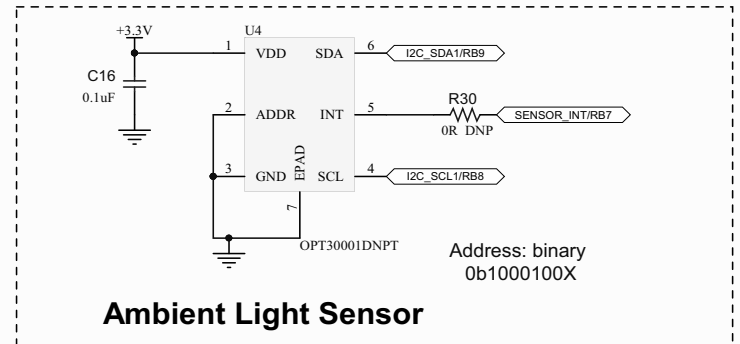 +3.3V
U4
1 VDD SDA 6 I2C_SDA1/RB9
C16
0.1uF
R30
2 ADDR INT 5 SENSOR_INT/RB7
0R DNP
3 GND EPAD SCL 4 I2C_SCL1/RB8
7
OPT30001DNPT
Address: binary
0b1000100X
Ambient Light Sensor